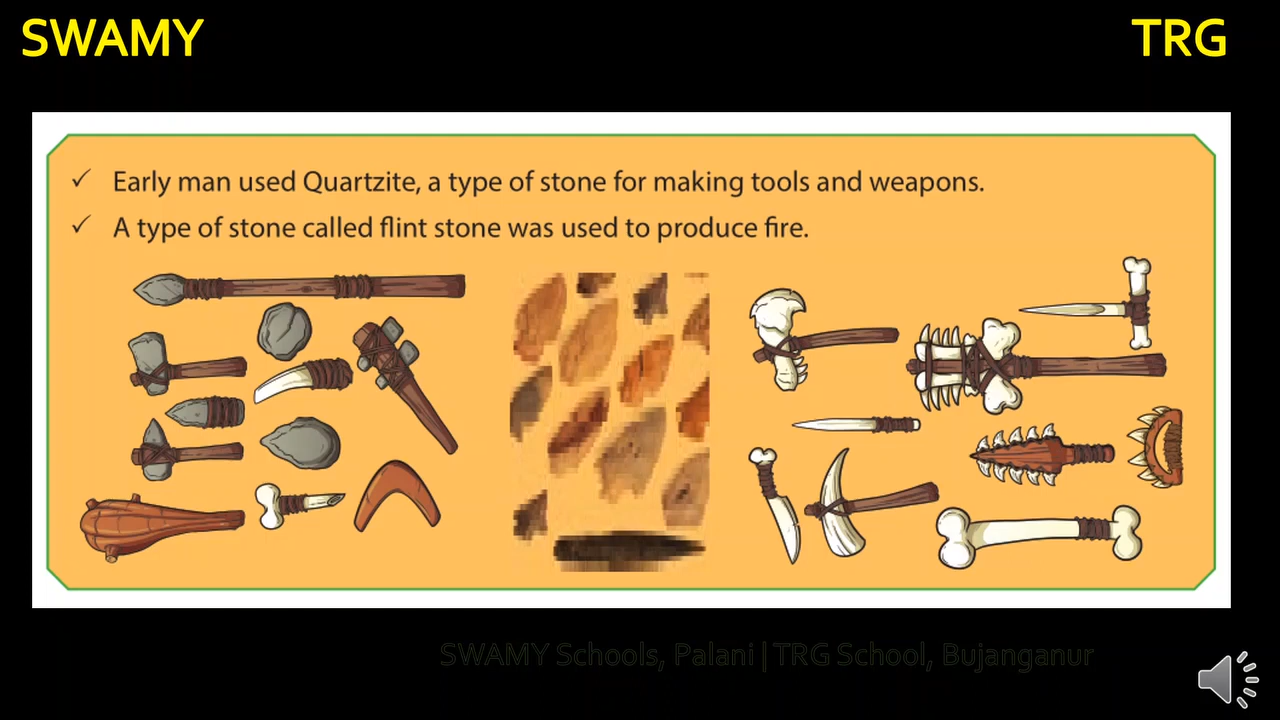 SWAMY
TRG
Early man used Quartzite, a type of stone for making tools and weapons.
A type of stone called flint stone was used to produce fire.
SWAMY Schools, Palani | TRG School, Bujanganur